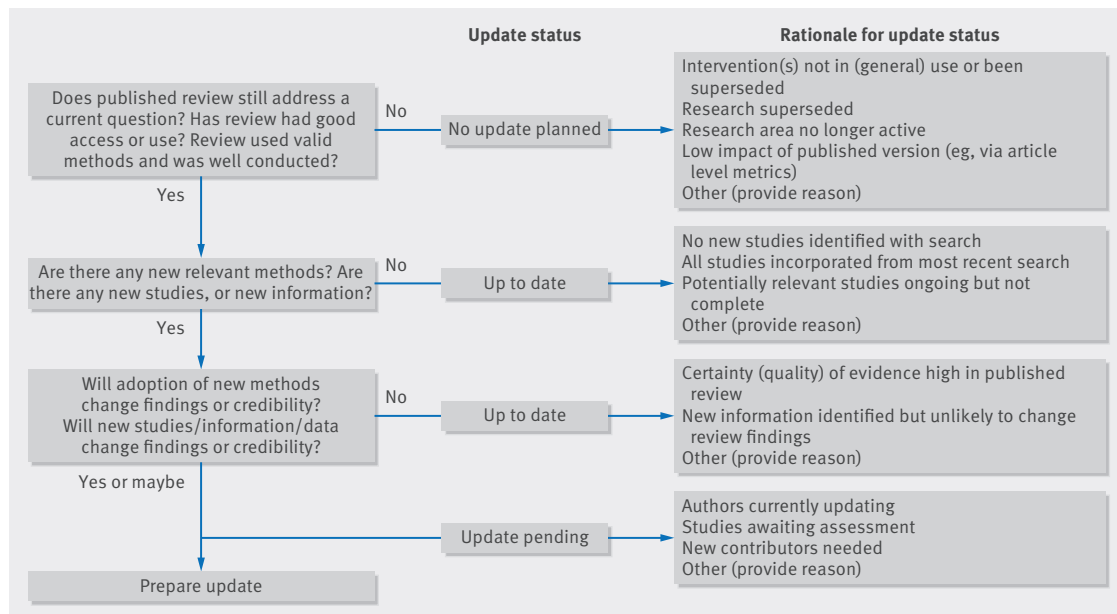 Update status
Rationale for update status
Does published review still address a
current question? Has review had good
access or use? Review used valid
methods and was well conducted?
No
No update planned
Intervention(s) not in (general) use or been
superseded
Research superseded
Research area no longer active
Low impact of published version (eg, via article
level metrics)
Other (provide reason)
Yes
Are there any new relevant methods? Are
there any new studies, or new information?
No
Up to date
No new studies identified with search
All studies incorporated from most recent search
Potentially relevant studies ongoing but not
complete
Other (provide reason)
Yes
Will adoption of new methods
change findings or credibility?
Will new studies/information/data
change findings or credibility?
No
Up to date
Certainty (quality) of evidence high in published
review
New information identified but unlikely to change
review findings
Other (provide reason)
Yes or maybe
Update pending
Authors currently updating
Studies awaiting assessment
New contributors needed
Other (provide reason)
Prepare update